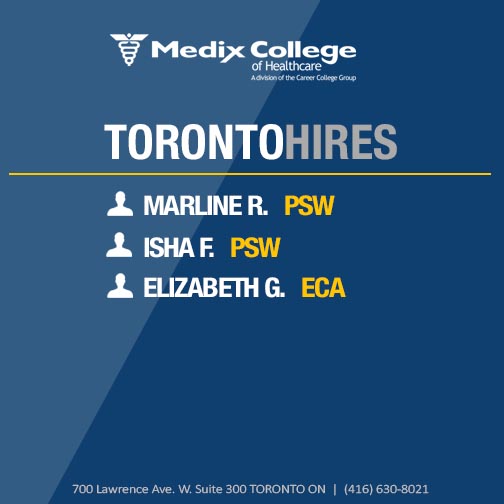 Medix College
of Healthcare
A division of the Career College Group
TORONTOHIRES
MARLINE R. PSW
ISHA F. PSW
ELIZABETH G. ECA
700 Lawrence Ave. W. Suite 300 TORONTO ON | (416) 630-8021